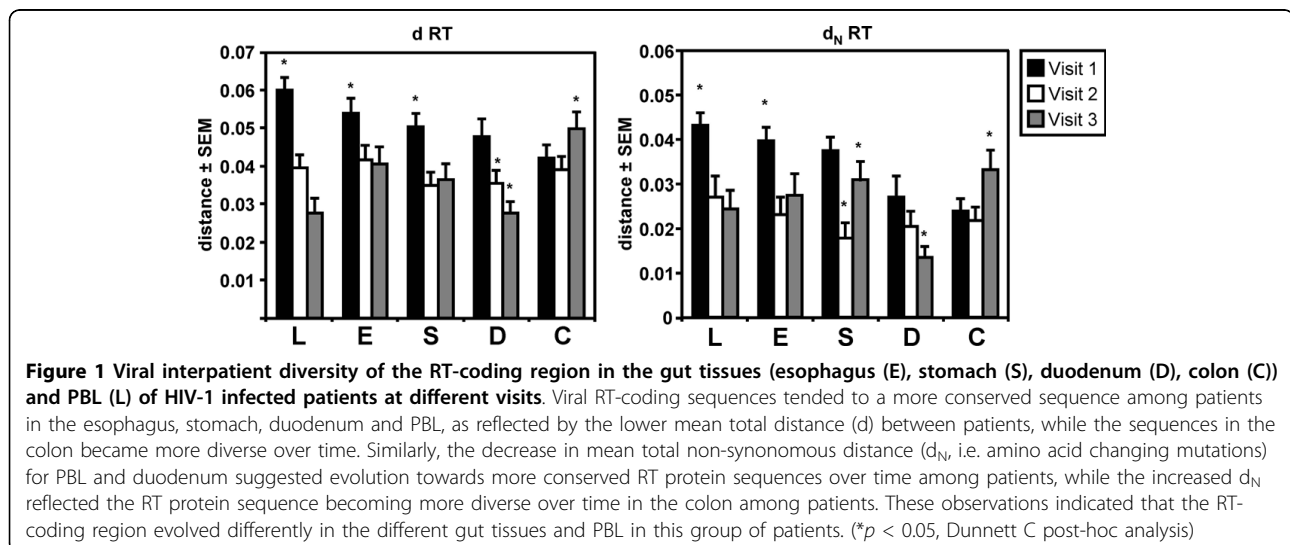 d RT
0.07
0.06
0.05
0.04
0.03
0.02
0.01
distance ± SEM
* * * * * *
L E S D C
d_N RT
0.06
0.05
0.04
0.03
0.02
0.01
0
distance ± SEM
* * * * * *
L E S D C
Visit 1
Visit 2
Visit 3
Figure 1 Viral interpatient diversity of the RT-coding region in the gut tissues (esophagus (E), stomach (S), duodenum (D), colon (C))
and PBL (L) of HIV-1 infected patients at different visits. Viral RT-coding sequences tended to a more conserved sequence among patients
in the esophagus, stomach, duodenum and PBL, as reflected by the lower mean total distance (d) between patients, while the sequences in the
colon became more diverse over time. Similarly, the decrease in mean total non-synonomous distance (d_N, i.e. amino acid changing mutations)
for PBL and duodenum suggested evolution towards more conserved RT protein sequences over time among patients, while the increased d_N
reflected the RT protein sequence becoming more diverse over time in the colon among patients. These observations indicated that the RT-
coding region evolved differently in the different gut tissues and PBL in this group of patients. (*p < 0.05, Dunnett C post-hoc analysis)